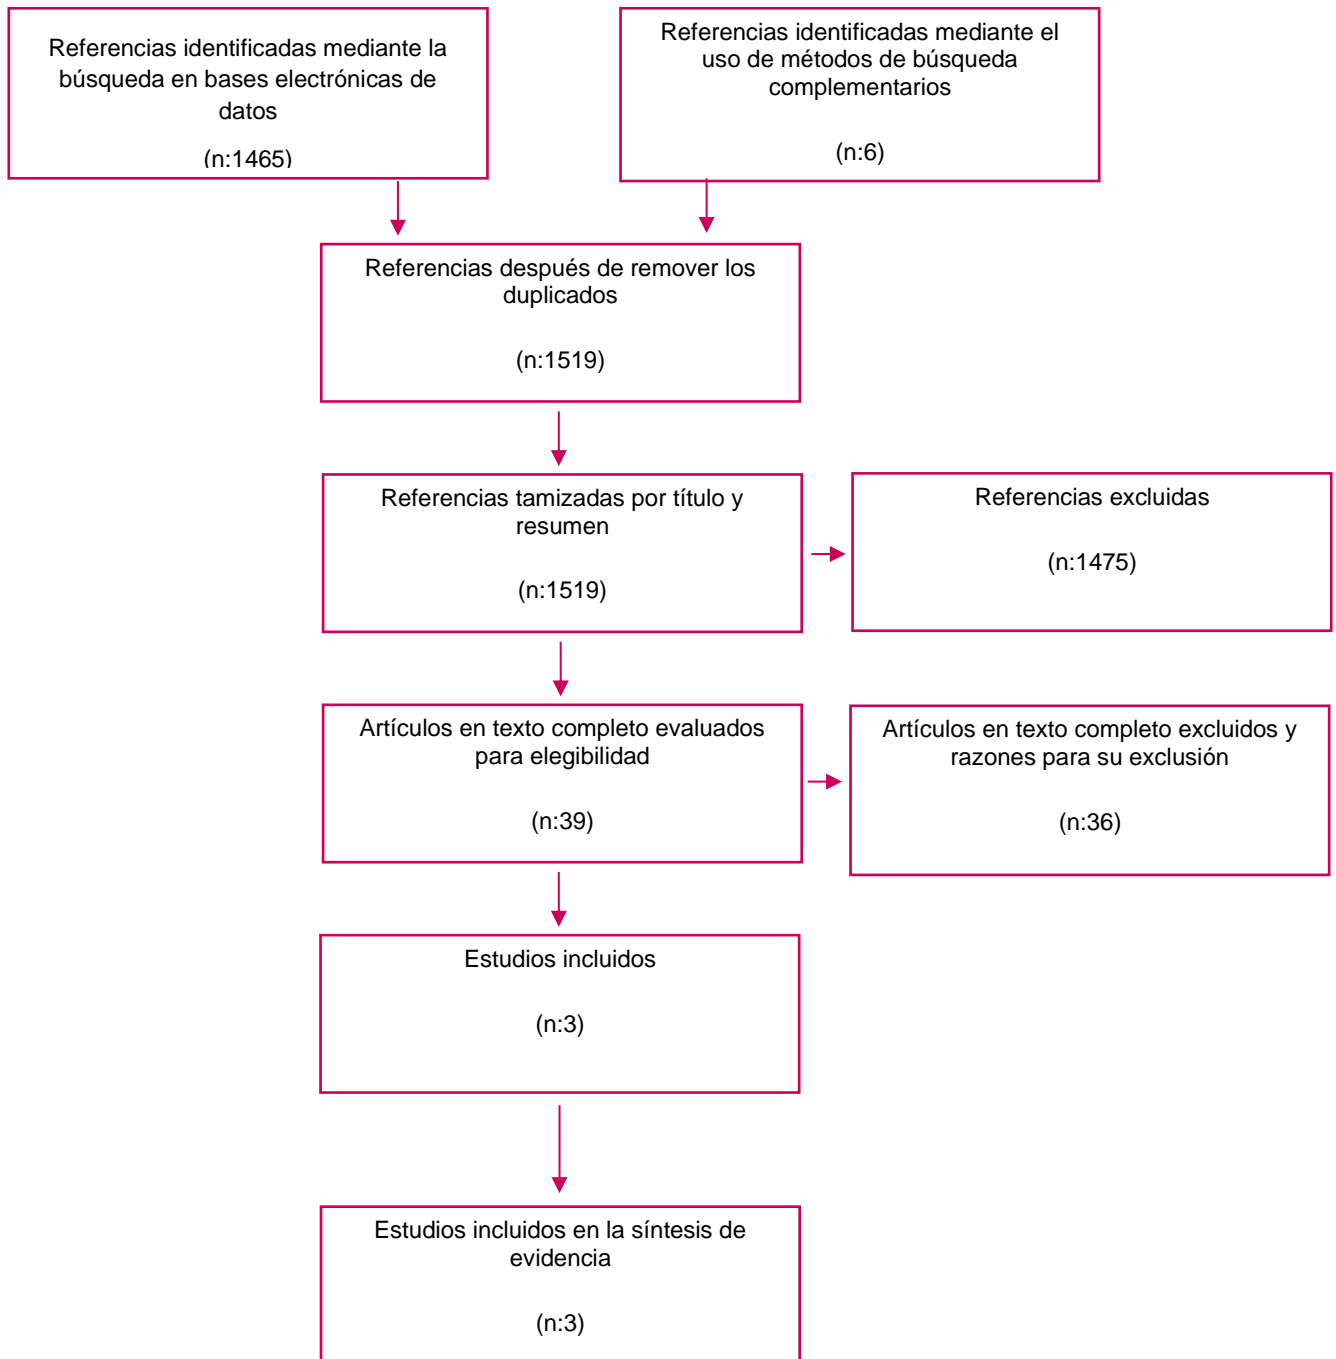 Referencias identificadas mediante la
búsqueda en bases electrónicas de
datos
(n:1465)
Referencias identificadas mediante el
uso de métodos de búsqueda
complementarios
(n:6)
Referencias después de remover los
duplicados
(n:1519)
Referencias tamizadas por título y
resumen
(n:1519)
Referencias excluidas
(n:1475)
Artículos en texto completo evaluados
para elegibilidad
(n:39)
Artículos en texto completo excluidos y
razones para su exclusión
(n:36)
Estudios incluidos
(n:3)
Estudios incluidos en la síntesis de
evidencia
(n:3)